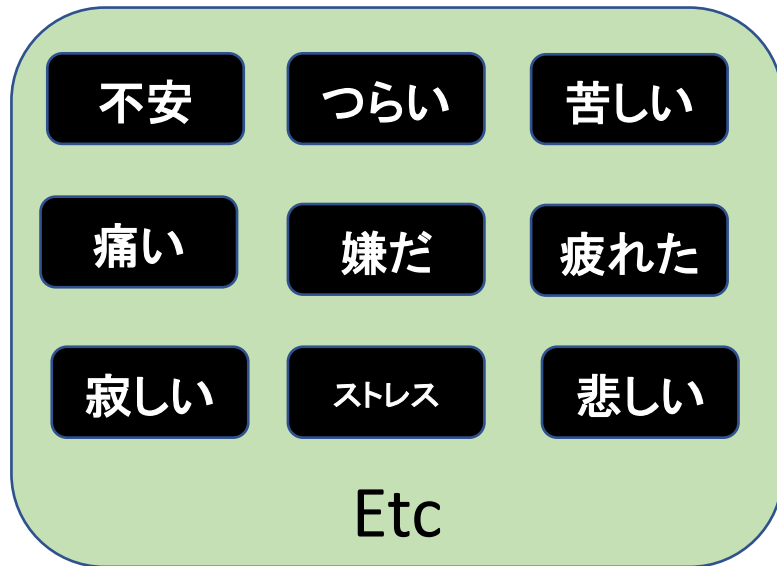 不安
つらい
苦しい
痛い
嫌だ
疲れた
寂しい
ストレス
悲しい
Etc